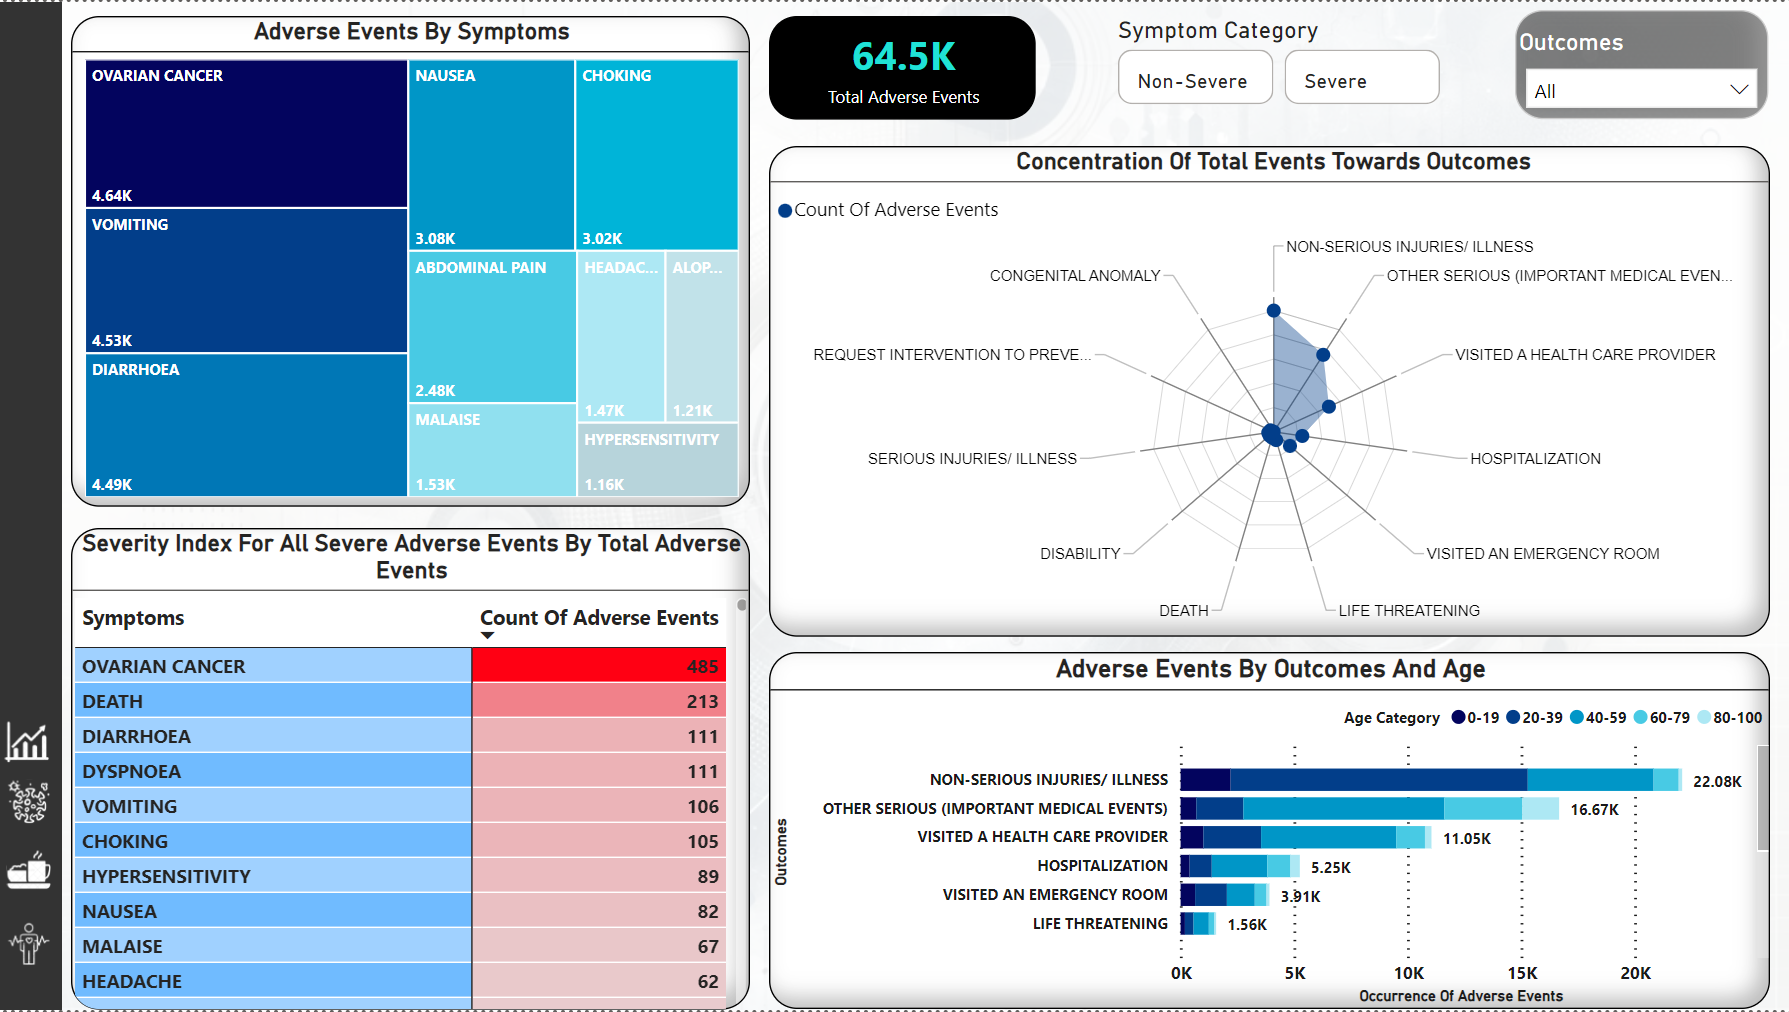 Adverse Events By Symptoms
OVARIAN CANCER
4.64K
VOMITING
4.53K
DIARRHOEA
4.49K
NAUSEA
3.08K
CHOKING
3.02K
ABDOMINAL PAIN
2.48K
MALAISE
1.53K
HEADAC...
1.47K
ALOP...
1.21K
HYPERSENSITIVITY
1.16K
64.5K
Total Adverse Events
Symptom Category
Non-Severe
Severe
Outcomes
All
Concentration Of Total Events Towards Outcomes
Count Of Adverse Events
NON-SERIOUS INJURIES/ ILLNESS
OTHER SERIOUS (IMPORTANT MEDICAL EVEN...
VISITED A HEALTH CARE PROVIDER
HOSPITALIZATION
VISITED AN EMERGENCY ROOM
LIFE THREATENING
DEATH
DISABILITY
SERIOUS INJURIES/ ILLNESS
REQUEST INTERVENTION TO PREVE...
CONGENITAL ANOMALY
Severity Index For All Severe Adverse Events By Total Adverse
Events
Symptoms Count Of Adverse Events
OVARIAN CANCER 485
DEATH 213
DIARRHOEA 111
DYSPNOEA 111
VOMITING 106
CHOKING 105
HYPERSENSITIVITY 89
NAUSEA 82
MALAISE 67
HEADACHE 62
Adverse Events By Outcomes And Age
Age Category 0-19 20-39 40-59 60-79 80-100
Outcomes
NON-SERIOUS INJURIES/ ILLNESS 22.08K
OTHER SERIOUS (IMPORTANT MEDICAL EVENTS) 16.67K
VISITED A HEALTH CARE PROVIDER 11.05K
HOSPITALIZATION 5.25K
VISITED AN EMERGENCY ROOM 3.91K
LIFE THREATENING 1.56K
0K 5K 10K 15K 20K
Occurrence Of Adverse Events